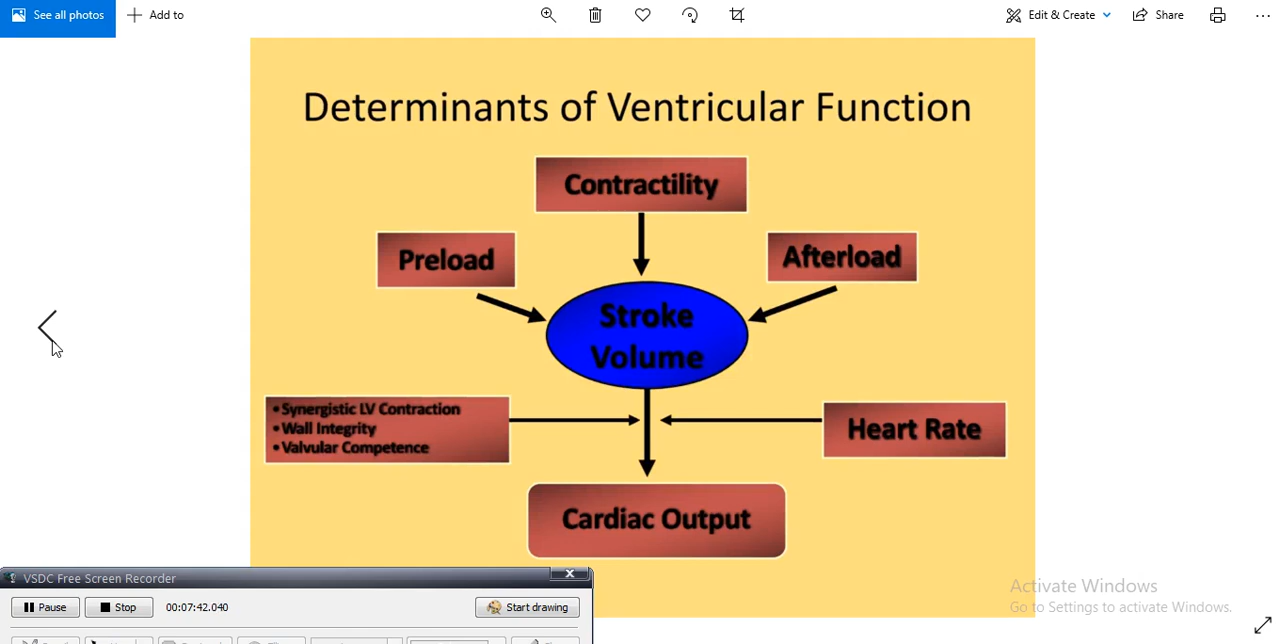 See all photos
Add to
Edit & Create
Share
Determinants of Ventricular Function
Contractility
Preload
Afterload
Stroke
Volume
• Synergistic LV Contraction
• Wall Integrity
• Valvular Competence
Heart Rate
Cardiac Output
VSDC Free Screen Recorder
Pause
Stop
00:07:42.040
Start drawing
Activate Windows
Go to Settings to activate Windows.